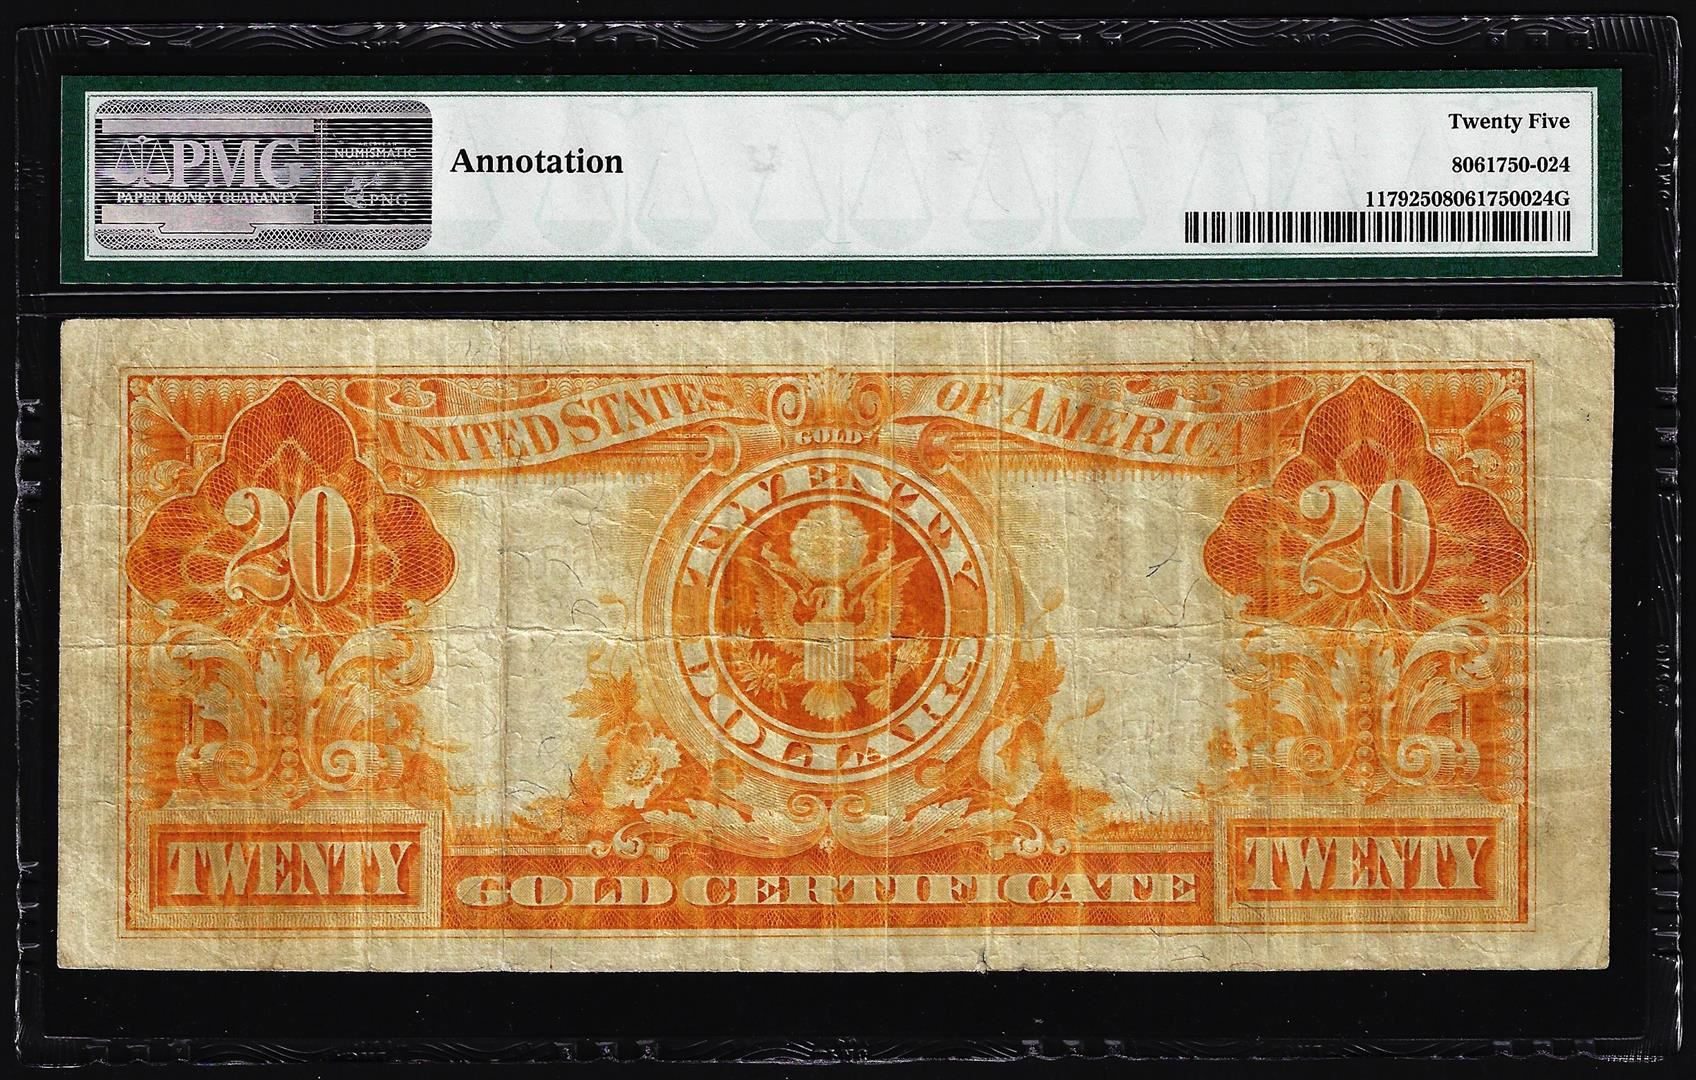 PMG
PAPER MONEY GUARANTY
NUMISMATIC
PNG
Annotation
Twenty Five
8061750-024
11792508061750024G
UNITED STATES OF AMERICA
GOLD
20
20
TWENTY
DOLLARS
TWENTY
GOLD CERTIFICATE
TWENTY